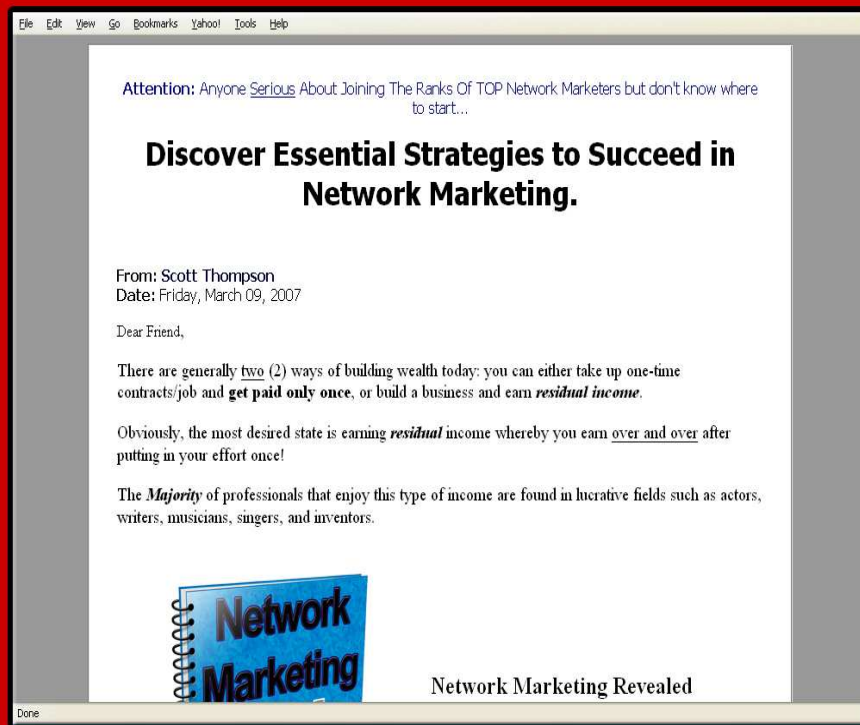 File Edit View Go Bookmarks Yahoo! Tools Help
Attention: Anyone Serious About Joining The Ranks Of TOP Network Marketers but don't know where
to start...
Discover Essential Strategies to Succeed in
Network Marketing.
From: Scott Thompson
Date: Friday, March 09, 2007
Dear Friend,
There are generally two (2) ways of building wealth today: you can either take up one-time
contracts/job and get paid only once, or build a business and earn residual income.
Obviously, the most desired state is earning residual income whereby you earn over and over after
putting in your effort once!
The Majority of professionals that enjoy this type of income are found in lucrative fields such as actors,
writers, musicians, singers, and inventors.
Network
Marketing
Network Marketing Revealed
Done